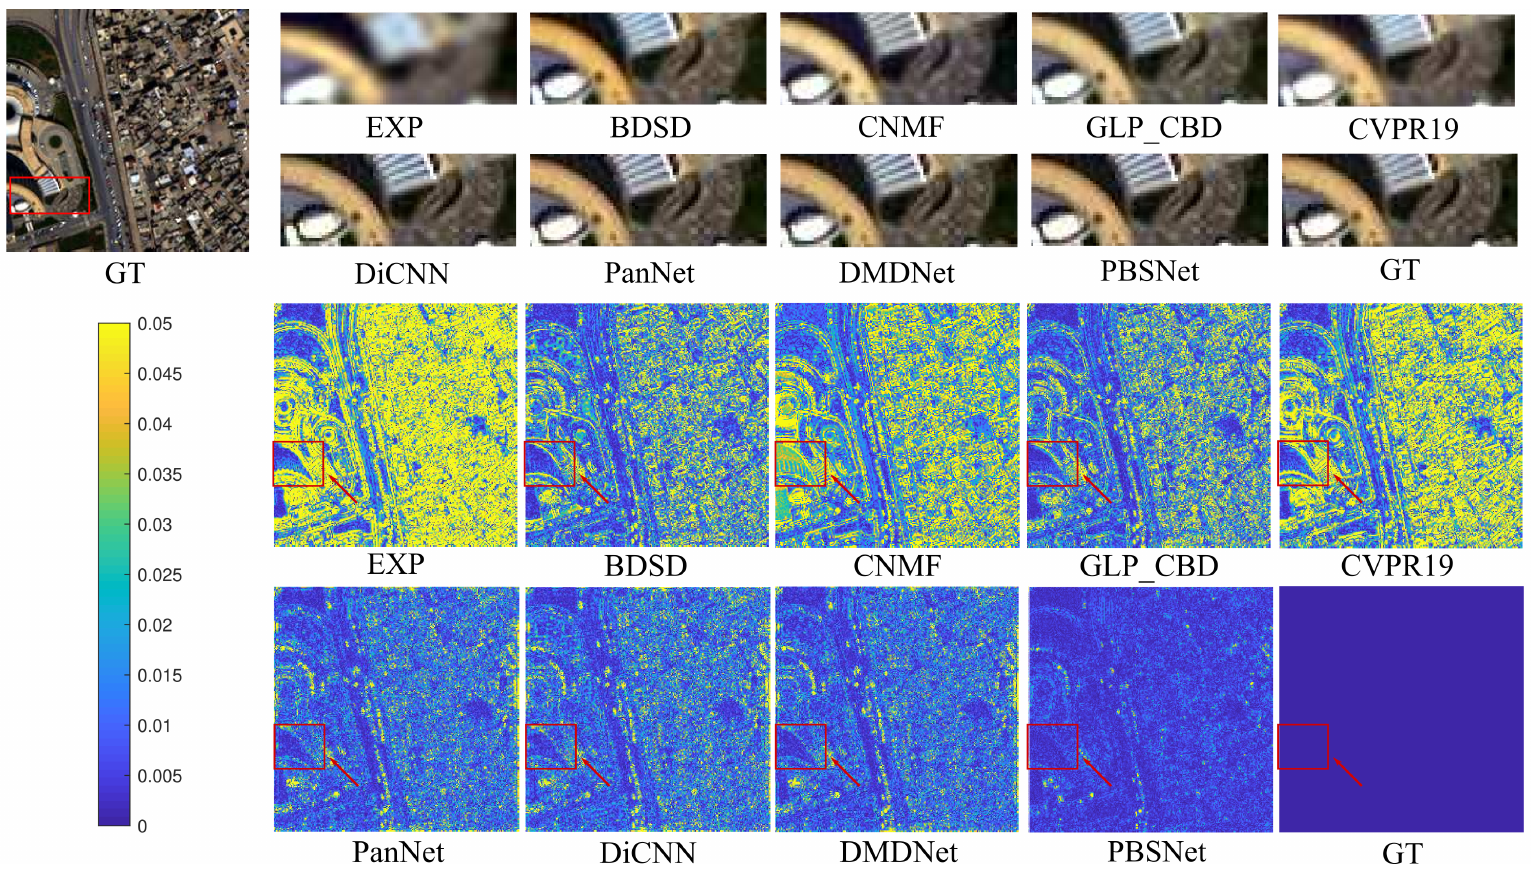 EXP BDSD CNMF GLP_CBD CVPR19
GT DiCNN PanNet DMDNet PBSNet GT
0.05
0.045
0.04
0.035
0.03
0.025
0.02
0.015
0.01
0.005
0
EXP BDSD CNMF GLP_CBD CVPR19
PanNet DiCNN DMDNet PBSNet GT